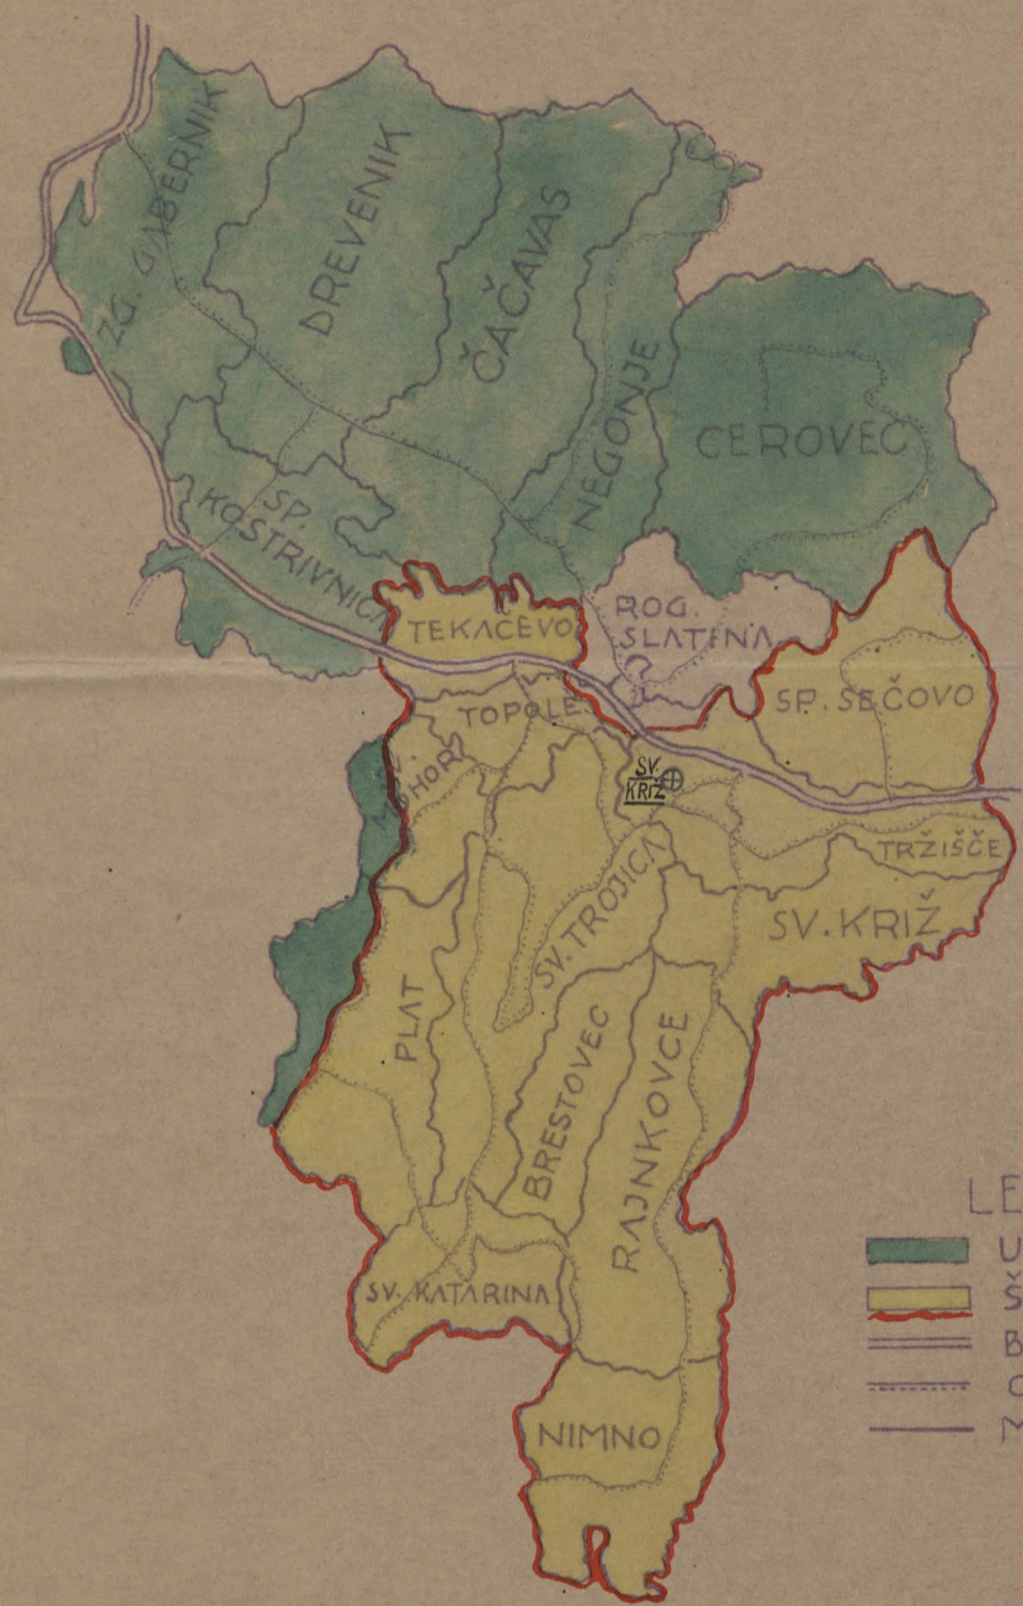 ZG. GABERNIK
DREVENIK
ČAČAVAS
NEGONJE
CEROVEC
SP.
KOSTRIVNICA
TEKAČEVO
ROG.
SLATINA
?
TOPOLE
SP. SEČOVO
MOHOR
SV.
KRIŽ
TRŽIŠČE
SV. TROJICA
SV. KRIŽ
PLAT
BRESTOVEC
RAJNKOVCE
SV. KATARINA
NIMNO
LE
U
Š
B